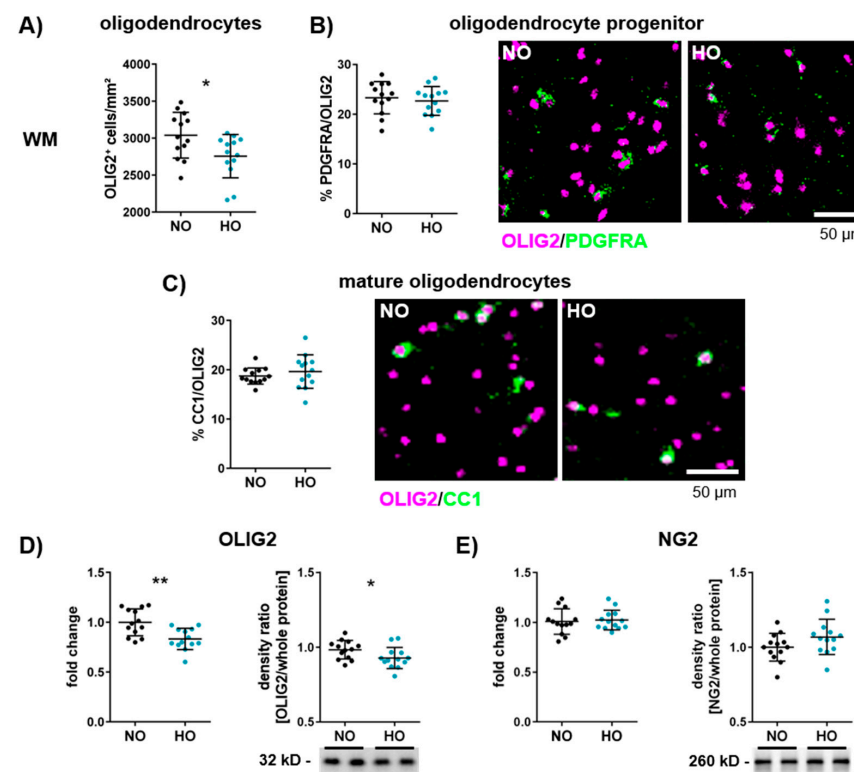 A) oligodendrocytes
B) oligodendrocyte progenitor
WM
OLIG2⁺ cells/mm²
4000
3500
3000
2500
2000
*
NO HO
% PDGFRA/OLIG2
30
20
10
0
NO HO
NO HO
OLIG2/PDGFRA
50 µm
C) mature oligodendrocytes
% CC1/OLIG2
30
20
10
0
NO HO
NO HO
OLIG2/CC1
50 µm
D) OLIG2
fold change
1.5
1.0
0.5
0.0
**
NO HO
density ratio
[OLIG2/whole protein]
1.5
1.0
0.5
*
NO HO
32 kD -
E) NG2
fold change
1.5
1.0
0.5
0.0
NO HO
density ratio
[NG2/whole protein]
1.5
1.0
0.5
NO HO
260 kD -